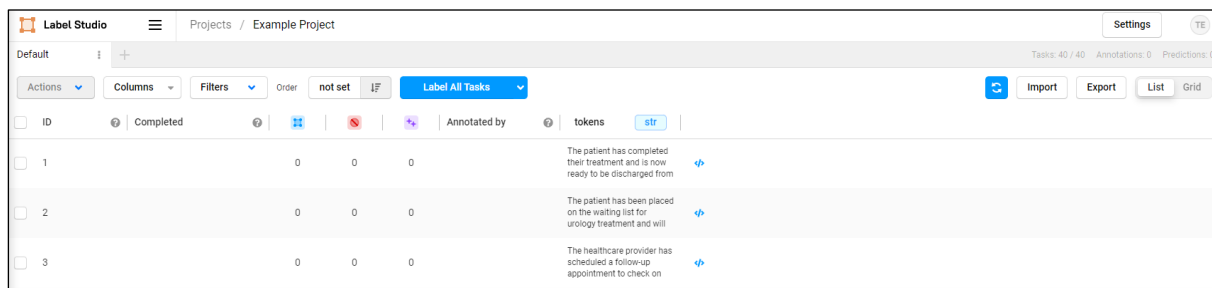 Label Studio Projects / Example Project Settings TE
Default + Tasks: 40 / 40 Annotations: 0 Predictions: 0
Actions Columns Filters Order not set Label All Tasks Import Export List Grid
ID Completed Annotated by tokens str
The patient has completed
1 0 0 0 their treatment and is now
ready to be discharged from
The patient has been placed
2 0 0 0 on the waiting list for
urology treatment and will
The healthcare provider has
3 0 0 0 scheduled a follow-up
appointment to check on